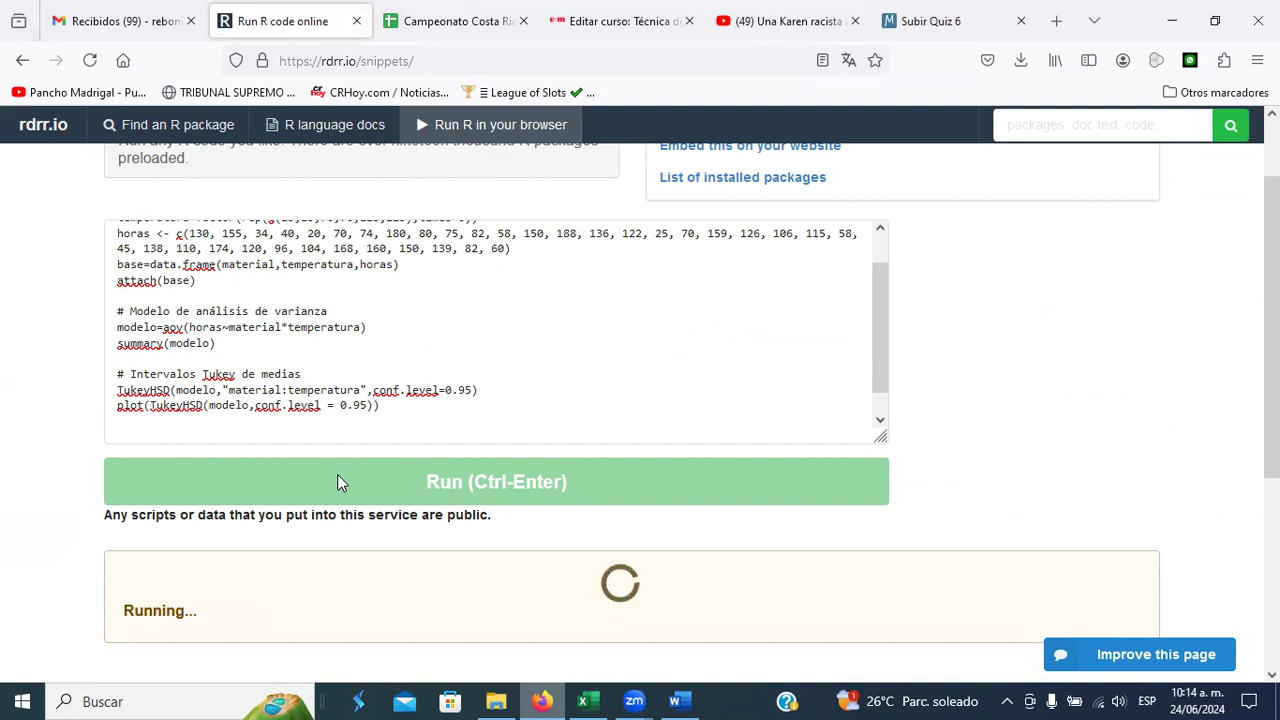 Recibidos (99) - reboni
Run R code online
Campeonato Costa Ric
Editar curso: Técnica de
(49) Una Karen racista
Subir Quiz 6
https://rdrr.io/snippets/
Pancho Madrigal - Pu...
TRIBUNAL SUPREMO ...
CRHoy.com / Noticias...
League of Slots ...
Otros marcadores
rdrr.io
Find an R package
R language docs
Run R in your browser
packages, doc text, code...
preloaded.
Embed this on your website
List of installed packages
horas <- c(130, 155, 34, 40, 20, 70, 74, 180, 80, 75, 82, 58, 150, 188, 136, 122, 25, 70, 159, 126, 106, 115, 58,
45, 138, 110, 174, 120, 96, 104, 168, 160, 150, 139, 82, 60)
base=data.frame(material,temperatura,horas)
attach(base)
# Modelo de análisis de varianza
modelo=aov(horas~material*temperatura)
summary(modelo)
# Intervalos Tukey de medias
TukeyHSD(modelo,"material:temperatura",conf.level=0.95)
plot(TukeyHSD(modelo,conf.level = 0.95))
Run (Ctrl-Enter)
Any scripts or data that you put into this service are public.
Running...
Improve this page
Buscar
26°C Parc. soleado
ESP
10:14 a. m.
24/06/2024